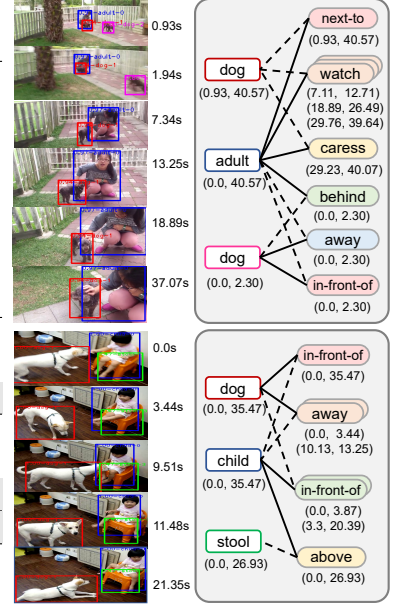 0.93s
1.94s
7.34s
13.25s
18.89s
37.07s
next-to
(0.93, 40.57)
dog
(0.93, 40.57)
watch
(7.11, 12.71)
(18.89, 26.49)
(29.76, 39.64)
caress
(29.23, 40.07)
adult
(0.0, 40.57)
behind
(0.0, 2.30)
away
(0.0, 2.30)
dog
(0.0, 2.30)
in-front-of
(0.0, 2.30)
0.0s
3.44s
9.51s
11.48s
21.35s
in-front-of
(0.0, 35.47)
dog
(0.0, 35.47)
away
(0.0, 3.44)
(10.13, 13.25)
child
(0.0, 35.47)
in-front-of
(0.0, 3.87)
(3.3, 20.39)
stool
(0.0, 26.93)
above
(0.0, 26.93)